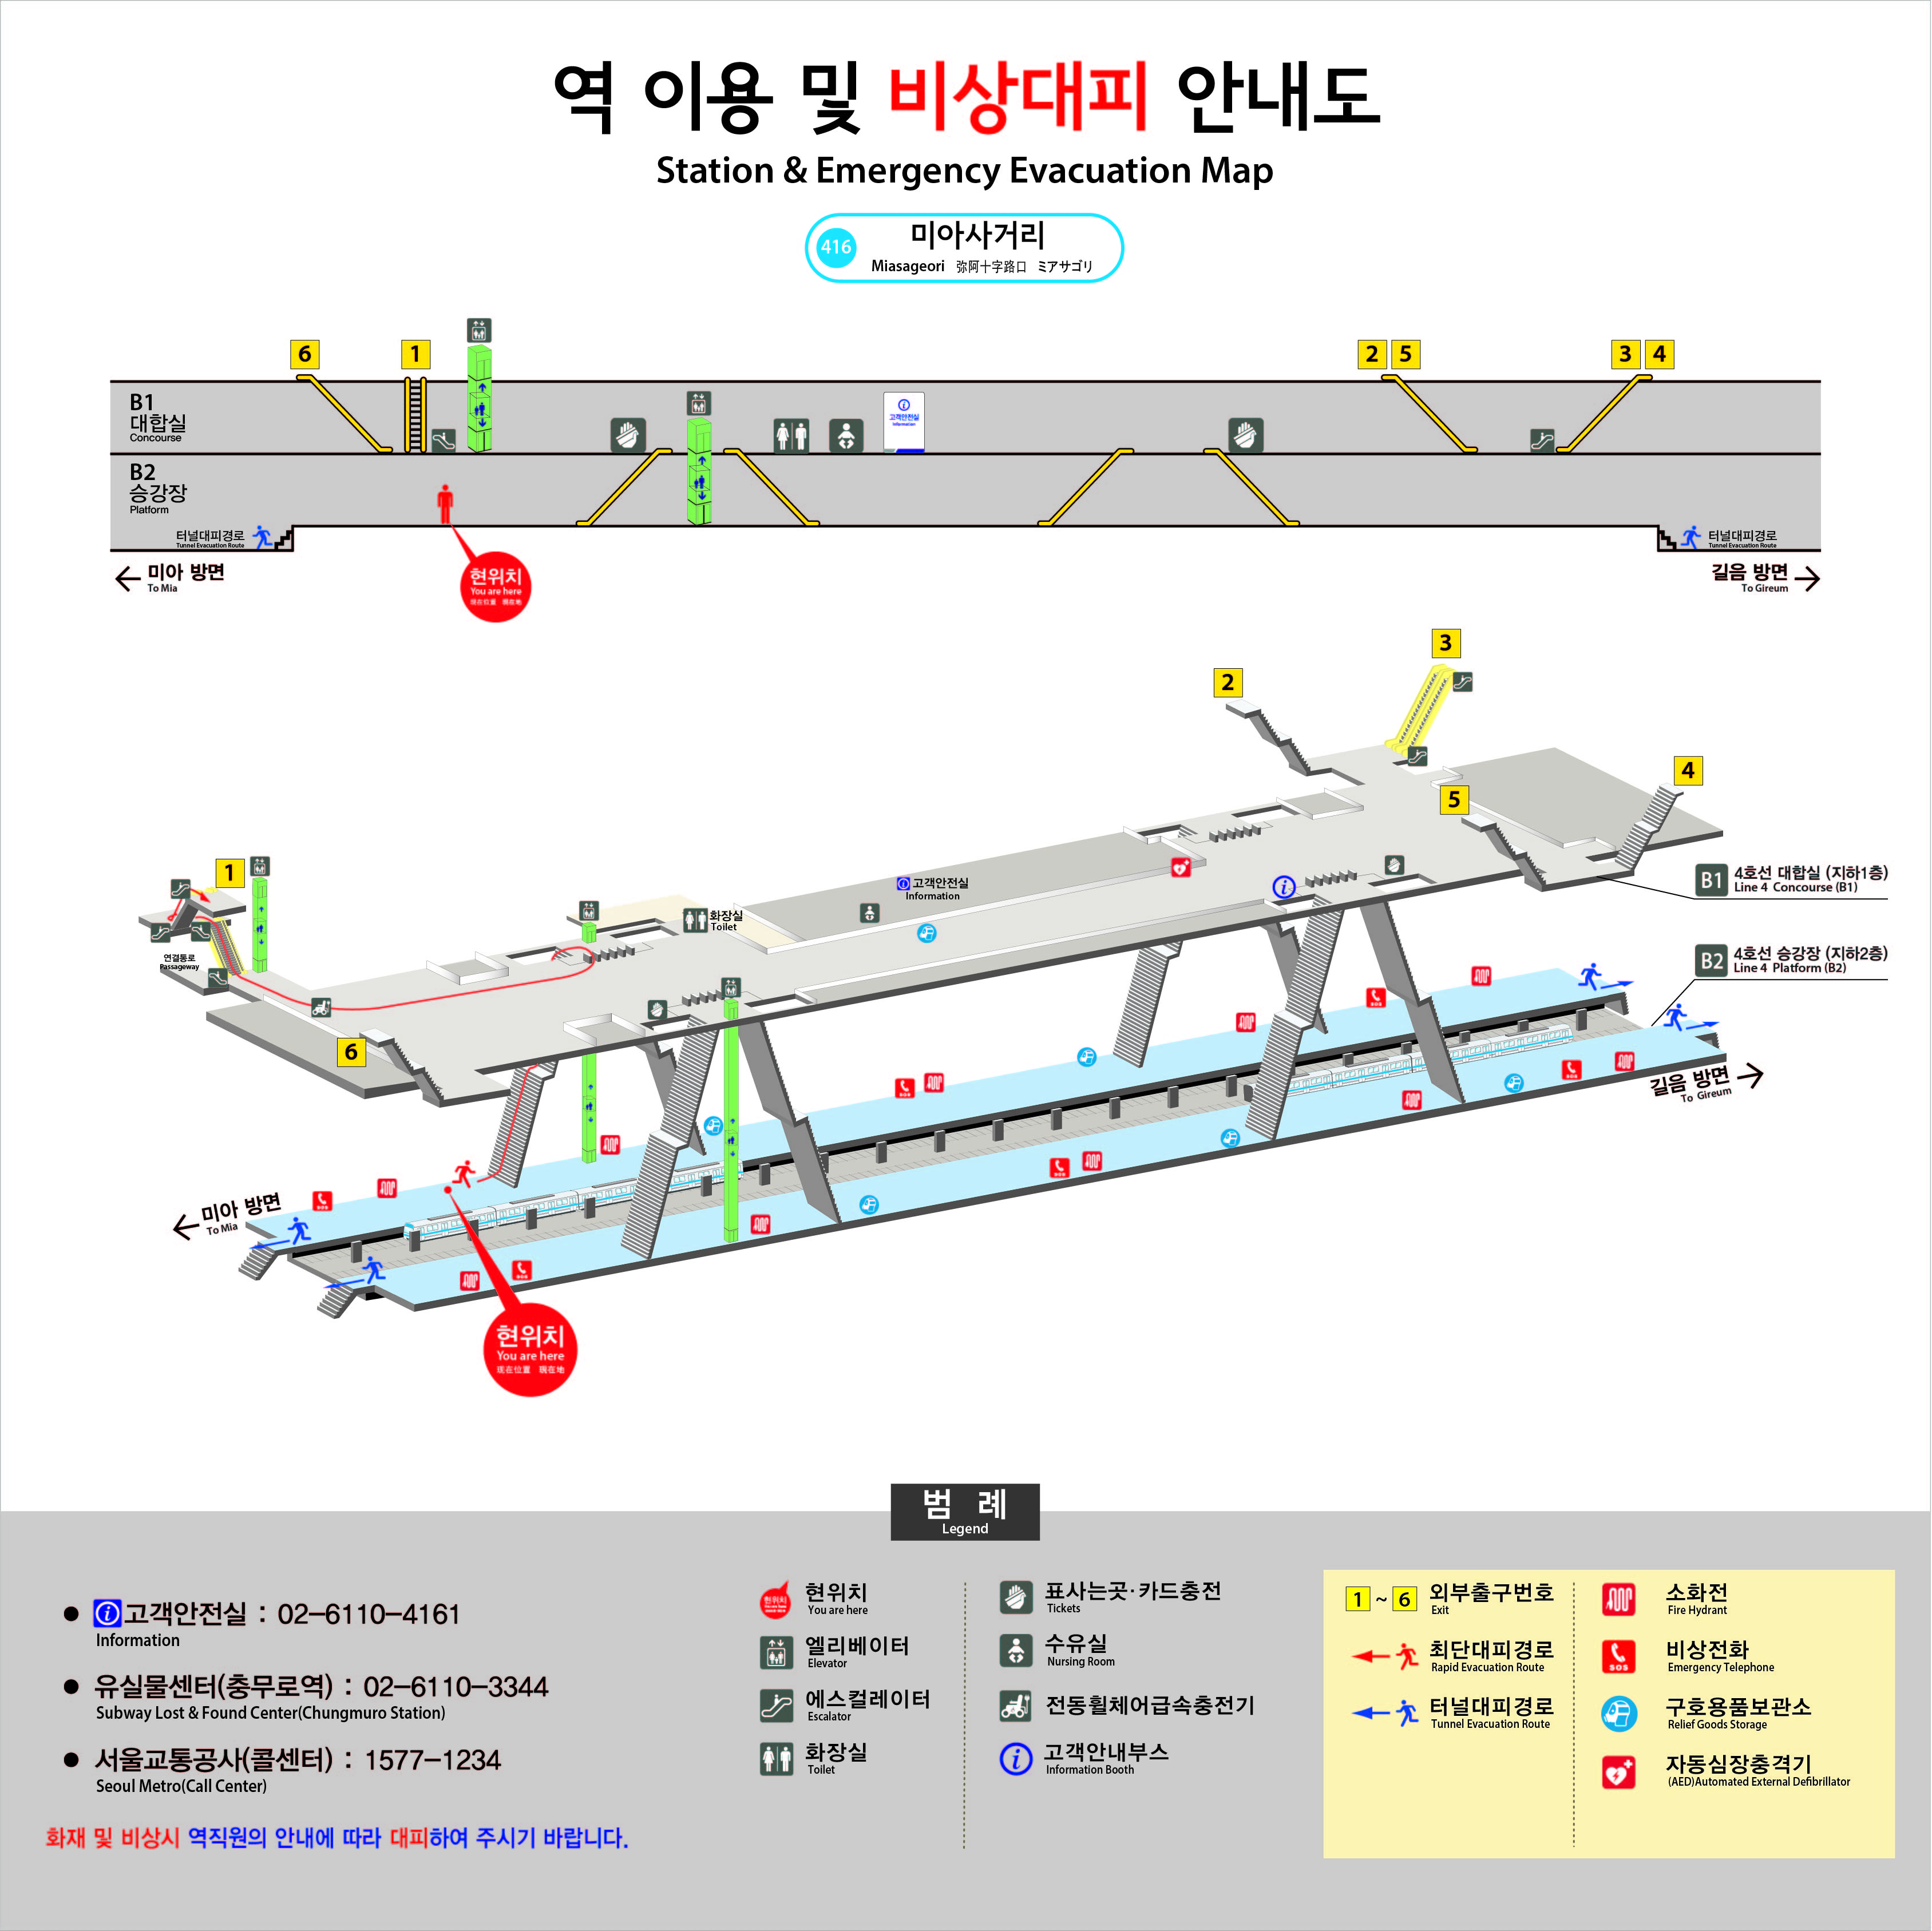 역 이용 및 비상대피 안내도
Station & Emergency Evacuation Map
416
미아사거리
Miasageori 弥阿十字路口 ミアサゴリ
6
1
2 5
3 4
B1
대합실
Concourse
고객안전실
Information
B2
승강장
Platform
터널대피경로
Tunnel Evacuation Route
터널대피경로
Tunnel Evacuation Route
미아 방면
To Mia
길음 방면
To Gireum
현위치
You are here
现在位置 現在地
3
2
4
5
1
고객안전실
Information
B1 4호선 대합실 (지하1층)
Line 4 Concourse (B1)
화장실
Toilet
연결통로
Passageway
B2 4호선 승강장 (지하2층)
Line 4 Platform (B2)
6
길음 방면
To Gireum
미아 방면
To Mia
SOS
SOS
SOS
SOS
SOS
SOS
현위치
You are here
现在位置 現在地
범 례
Legend
고객안전실 : 02-6110-4161
Information
유실물센터(충무로역) : 02-6110-3344
Subway Lost & Found Center(Chungmuro Station)
서울교통공사(콜센터) : 1577-1234
Seoul Metro(Call Center)
화재 및 비상시 역직원의 안내에 따라 대피하여 주시기 바랍니다.
현위치
현위치
You are here
엘리베이터
Elevator
에스컬레이터
Escalator
화장실
Toilet
표사는곳·카드충전
Tickets
수유실
Nursing Room
전동휠체어급속충전기
고객안내부스
Information Booth
1 ~ 6 외부출구번호
Exit
최단대피경로
Rapid Evacuation Route
터널대피경로
Tunnel Evacuation Route
소화전
Fire Hydrant
SOS
비상전화
Emergency Telephone
구호용품보관소
Relief Goods Storage
자동심장충격기
(AED)Automated External Defibrillator